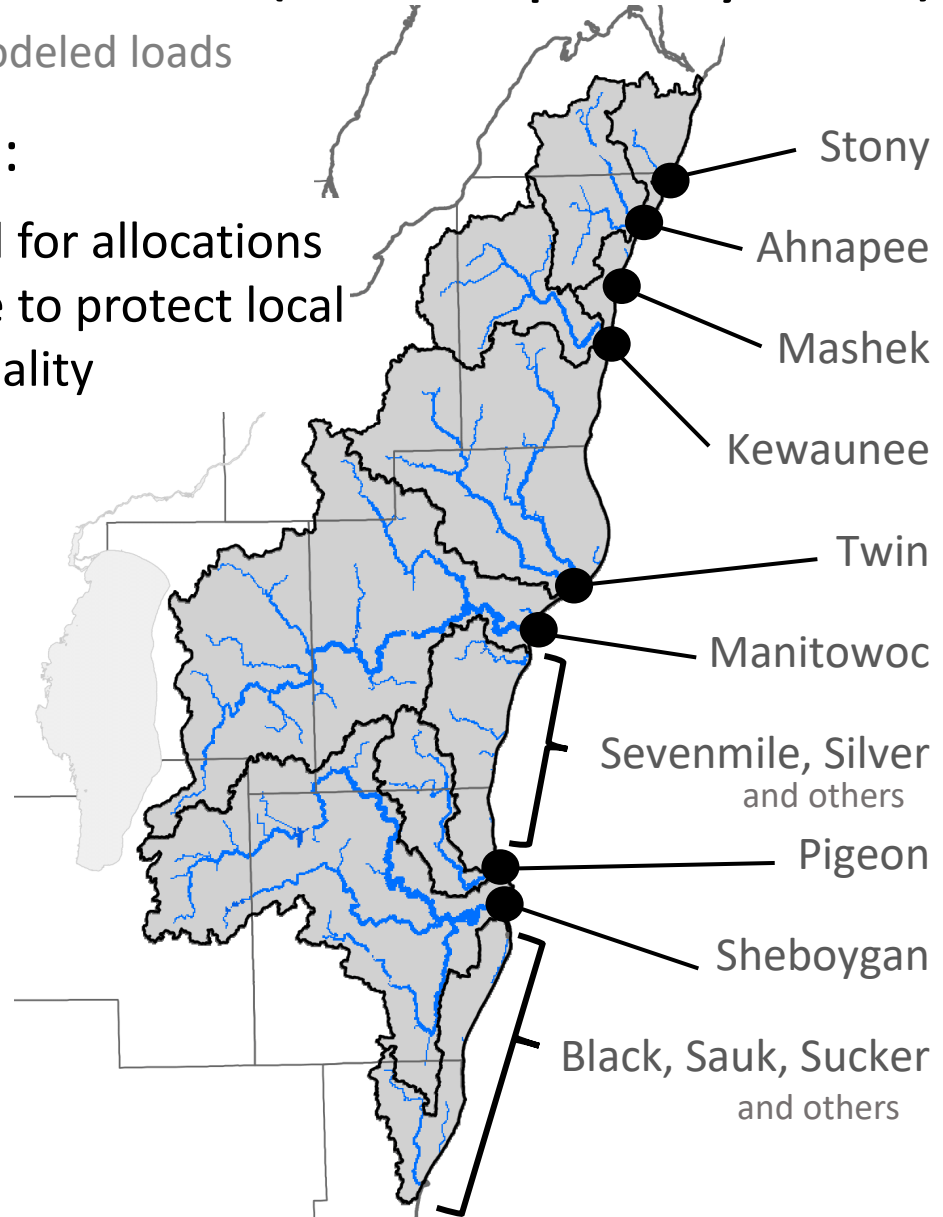 odeled loads
:
for allocations
to protect local
ality
Stony
Ahnapee
Mashek
Kewaunee
Twin
Manitowoc
Sevenmile, Silver
and others
Pigeon
Sheboygan
Black, Sauk, Sucker
and others